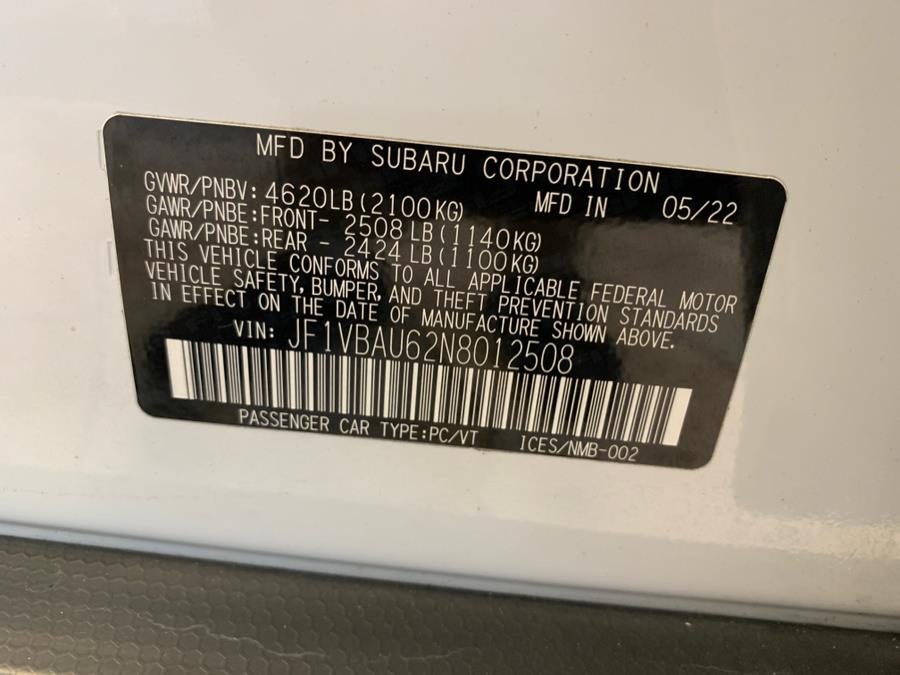 MFD BY SUBARU CORPORATION
GVWR/PNBV: 4620LB(2100KG) MFD IN 05/22
GAWR/PNBE:FRONT- 2508 LB(1140KG)
GAWR/PNBE:REAR - 2424 LB(1100KG)
THIS VEHICLE CONFORMS TO ALL APPLICABLE FEDERAL MOTOR
VEHICLE SAFETY, BUMPER, AND THEFT PREVENTION STANDARDS
IN EFFECT ON THE DATE OF MANUFACTURE SHOWN ABOVE.
VIN: JF1VBAU62N8012508
PASSENGER CAR TYPE:PC/VT ICES/NMB-002